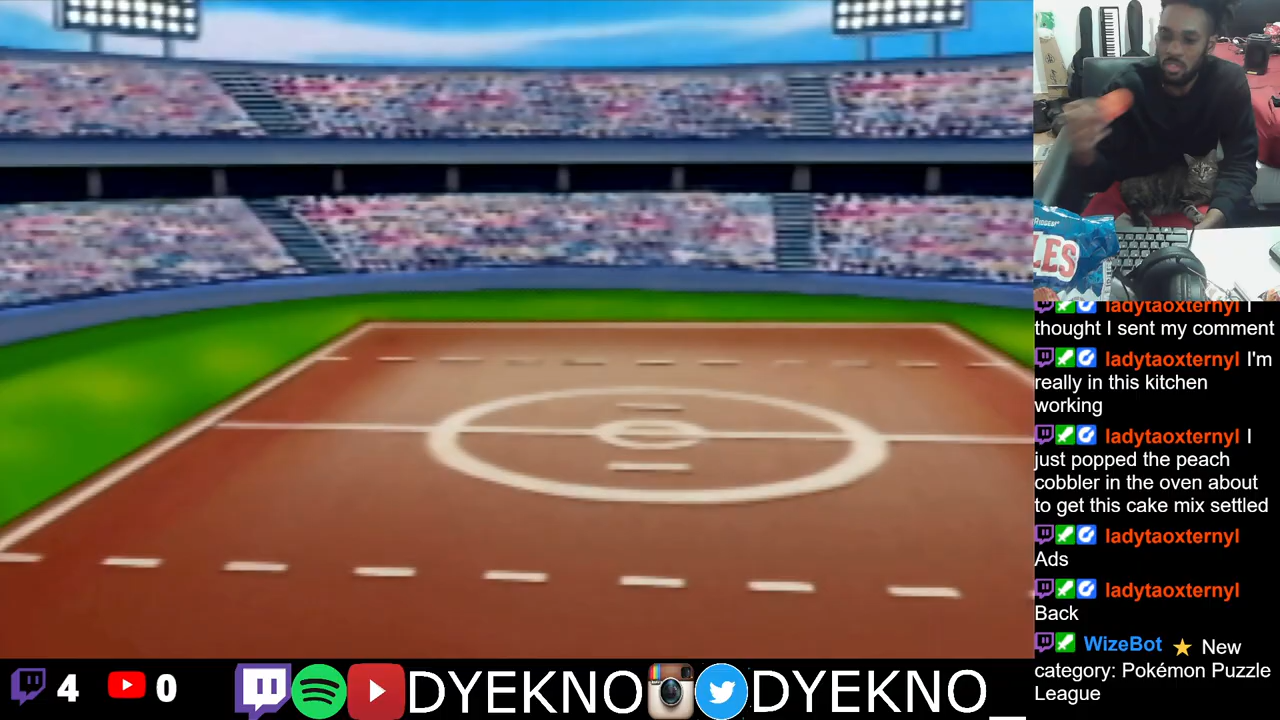 LES
ladytaoxternyl I
thought I sent my comment
ladytaoxternyl I'm
really in this kitchen
working
ladytaoxternyl I
just popped the peach
cobbler in the oven about
to get this cake mix settled
ladytaoxternyl
Ads
ladytaoxternyl
Back
WizeBot ⭐ New
category: Pokémon Puzzle
League
4 0 DYEKNO DYEKNO_